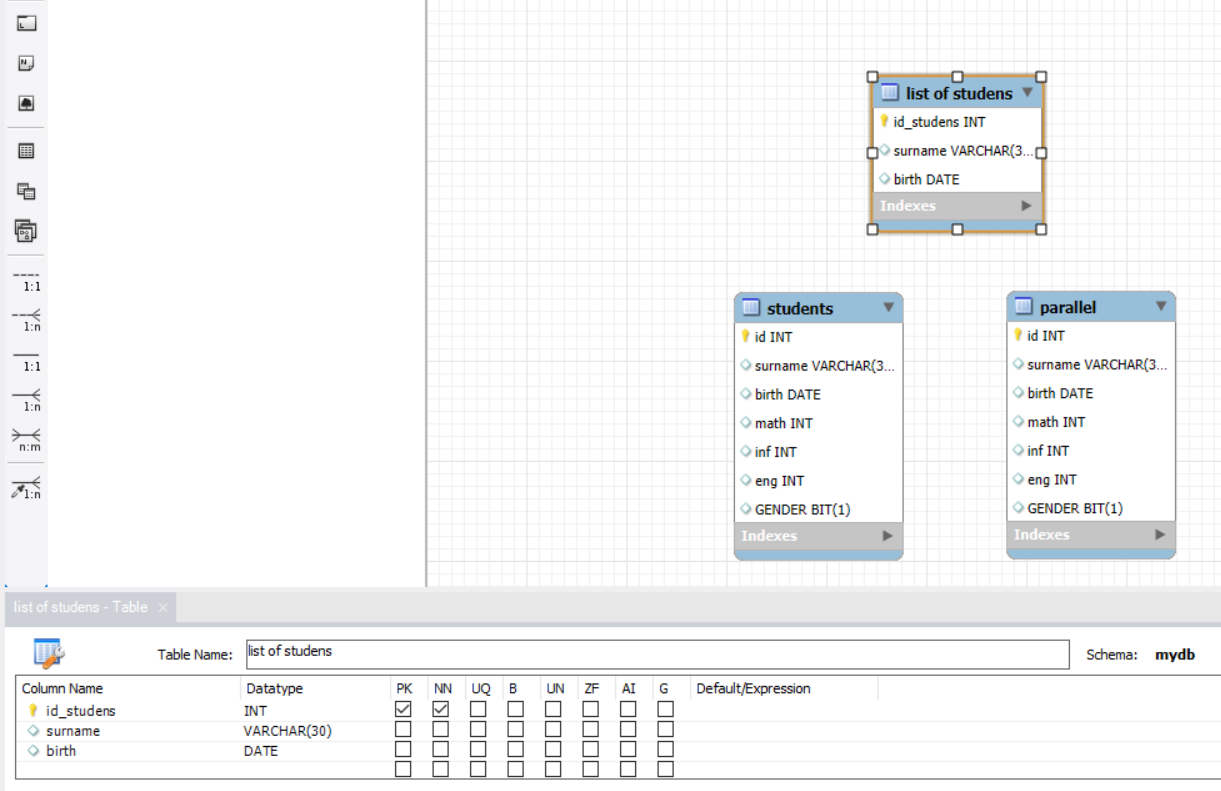 list of studens
id_studens INT
surname VARCHAR(3...
birth DATE
Indexes
1:1
1:n
1:1
1:n
n:m
1:n
students
id INT
surname VARCHAR(3...
birth DATE
math INT
inf INT
eng INT
GENDER BIT(1)
Indexes
parallel
id INT
surname VARCHAR(3...
birth DATE
math INT
inf INT
eng INT
GENDER BIT(1)
Indexes
list of studens - Table
Table Name: list of studens Schema: mydb
Column Name Datatype PK NN UQ B UN ZF AI G Default/Expression
id_studens INT
surname VARCHAR(30)
birth DATE